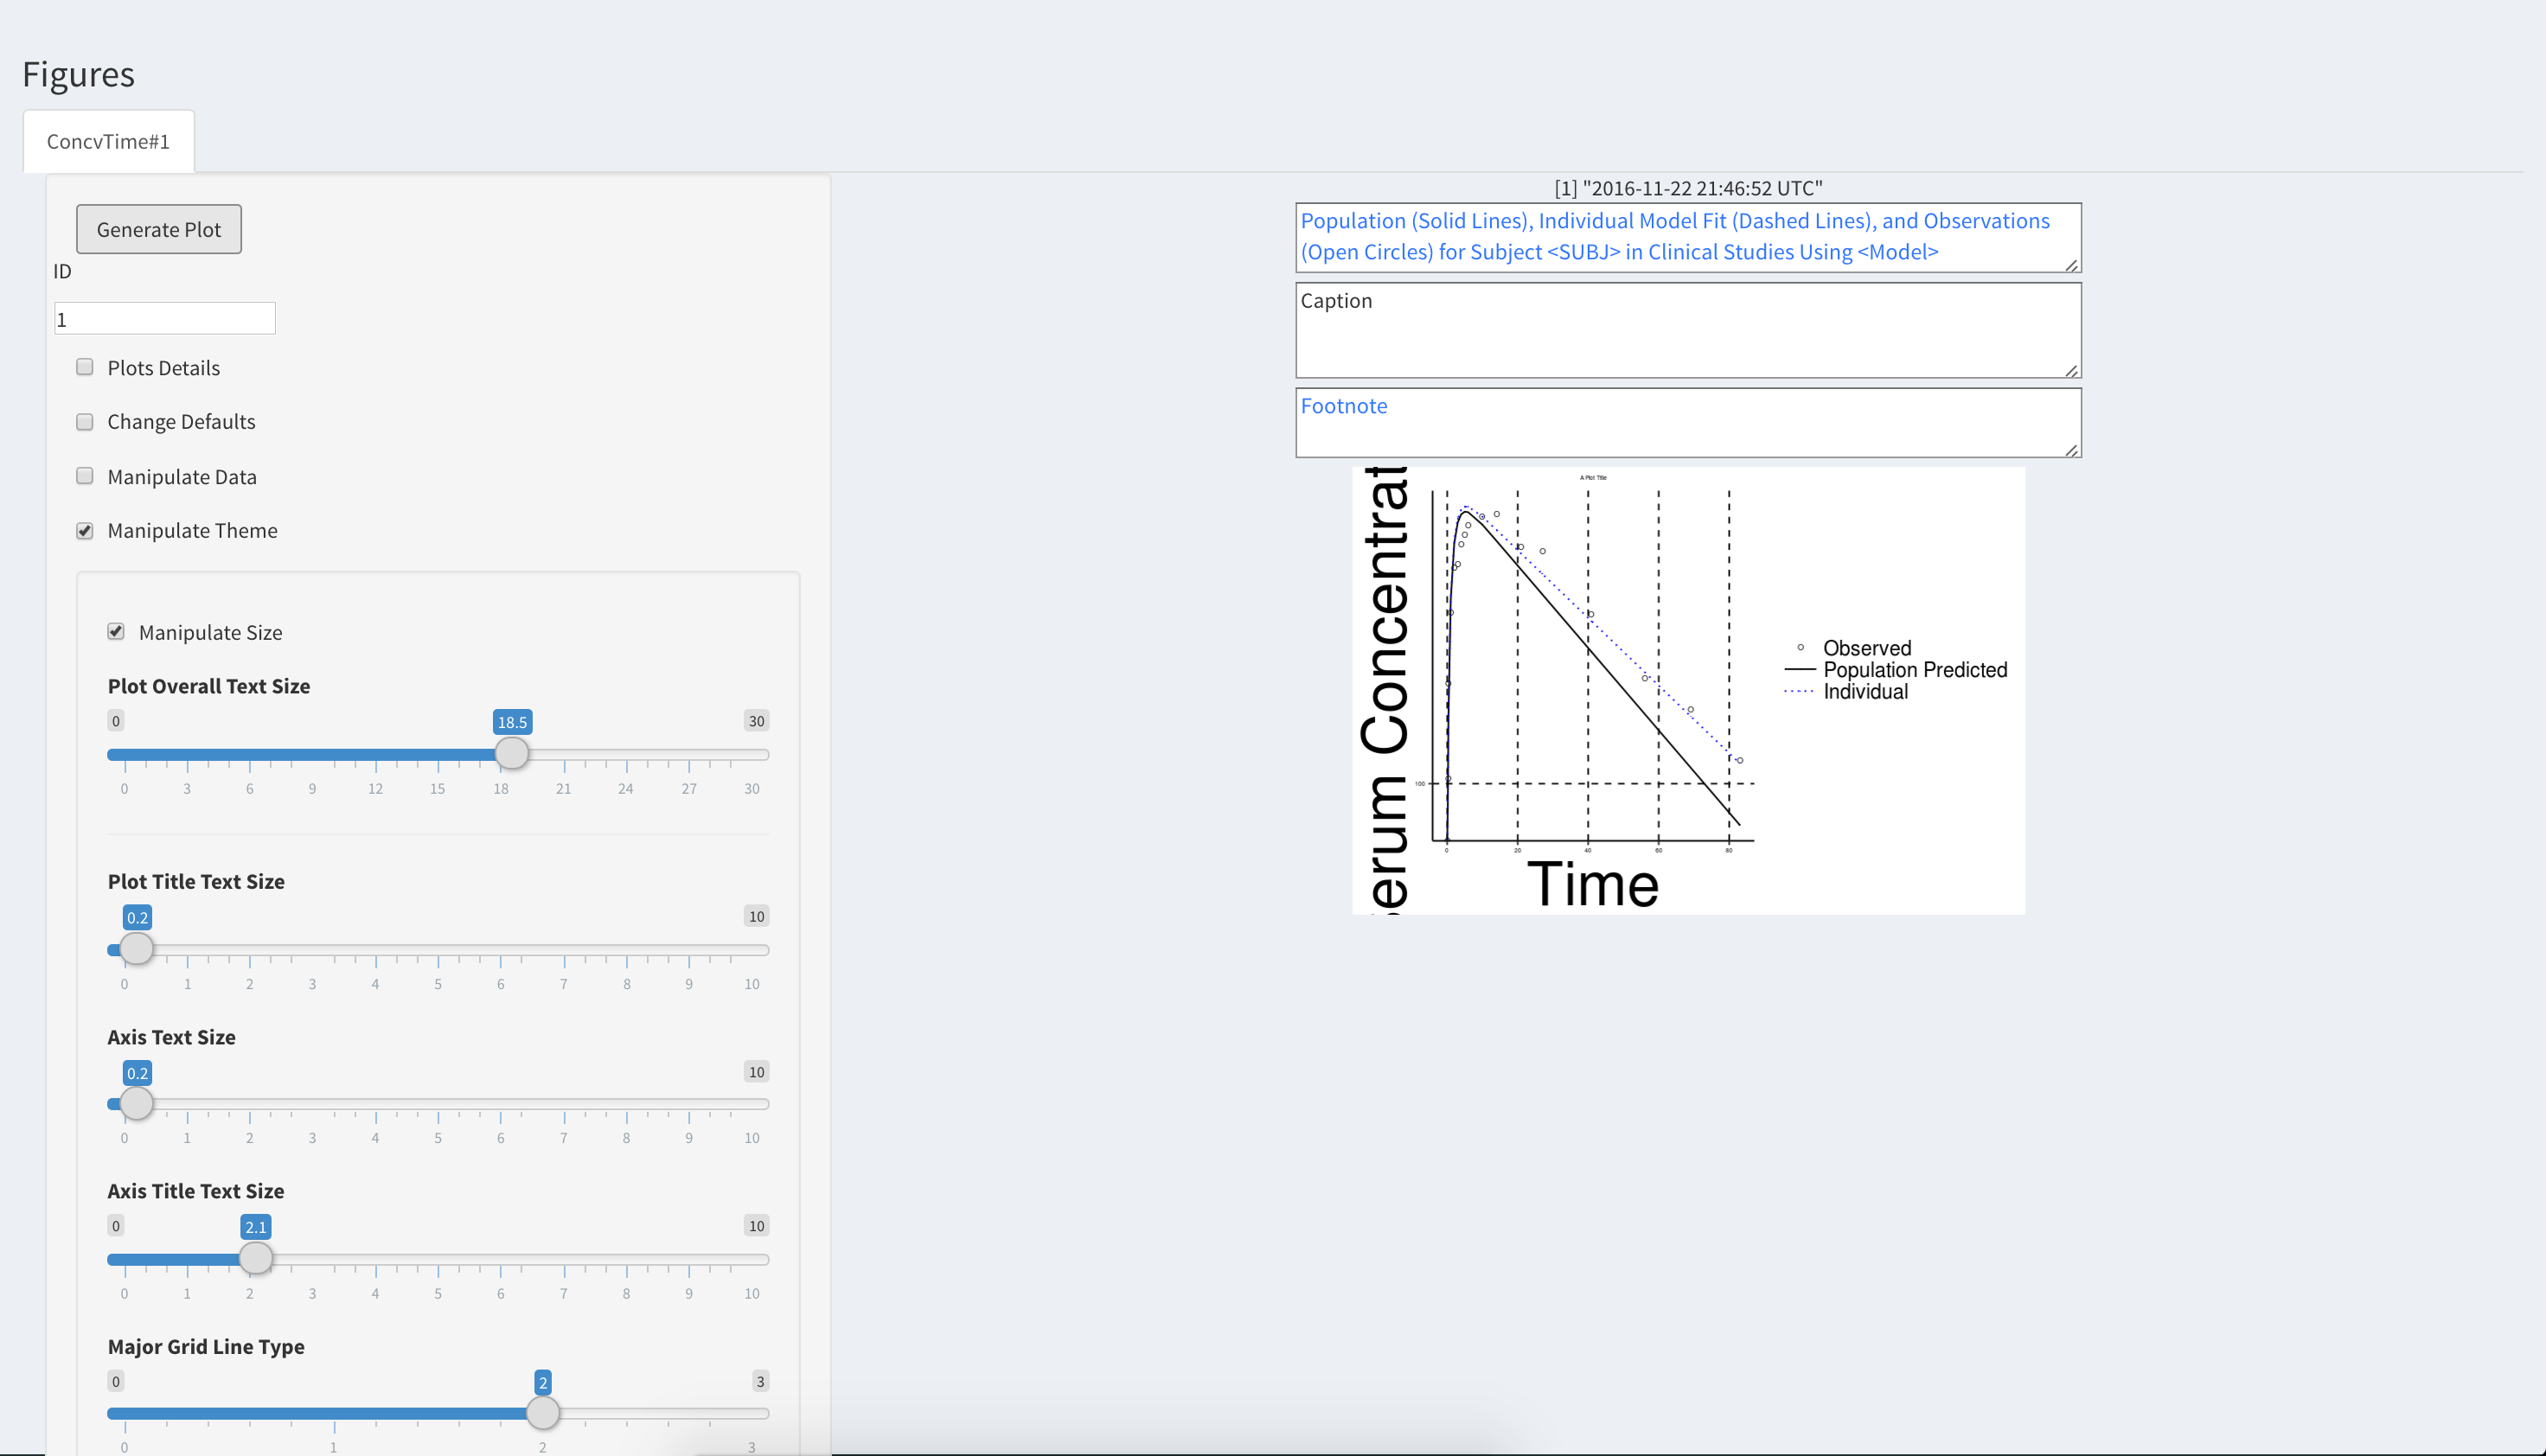 Figures
ConcvTime#1
Generate Plot
ID
1
Plots Details
Change Defaults
Manipulate Data
Manipulate Theme
Manipulate Size
Plot Overall Text Size
0 18.5 30
0 3 6 9 12 15 18 21 24 27 30
Plot Title Text Size
0.2 10
0 1 2 3 4 5 6 7 8 9 10
Axis Text Size
0.2 10
0 1 2 3 4 5 6 7 8 9 10
Axis Title Text Size
0 2.1 10
0 1 2 3 4 5 6 7 8 9 10
Major Grid Line Type
0 2 3
0 1 2 3
[1] "2016-11-22 21:46:52 UTC"
Population (Solid Lines), Individual Model Fit (Dashed Lines), and Observations
(Open Circles) for Subject <SUBJ> in Clinical Studies Using <Model>
Caption
Footnote
A Plot Title
erum Concentrat
100
0 20 40 60 80
Time
Observed
Population Predicted
Individual